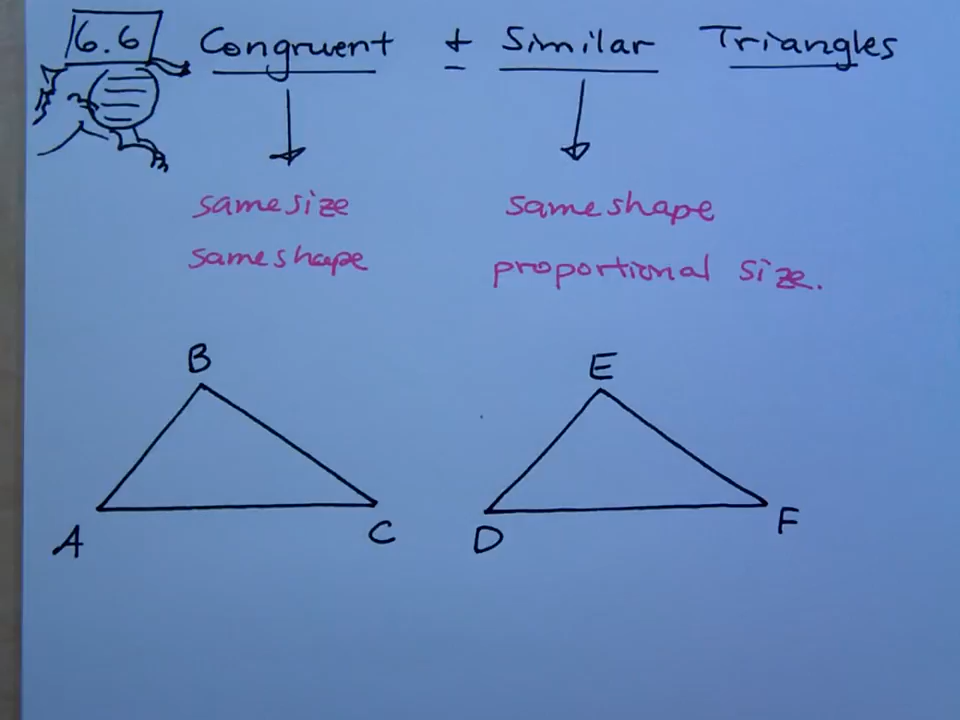 6.6 Congruent + Similar Triangles
same size same shape
same shape proportional size.
B E
A C D F